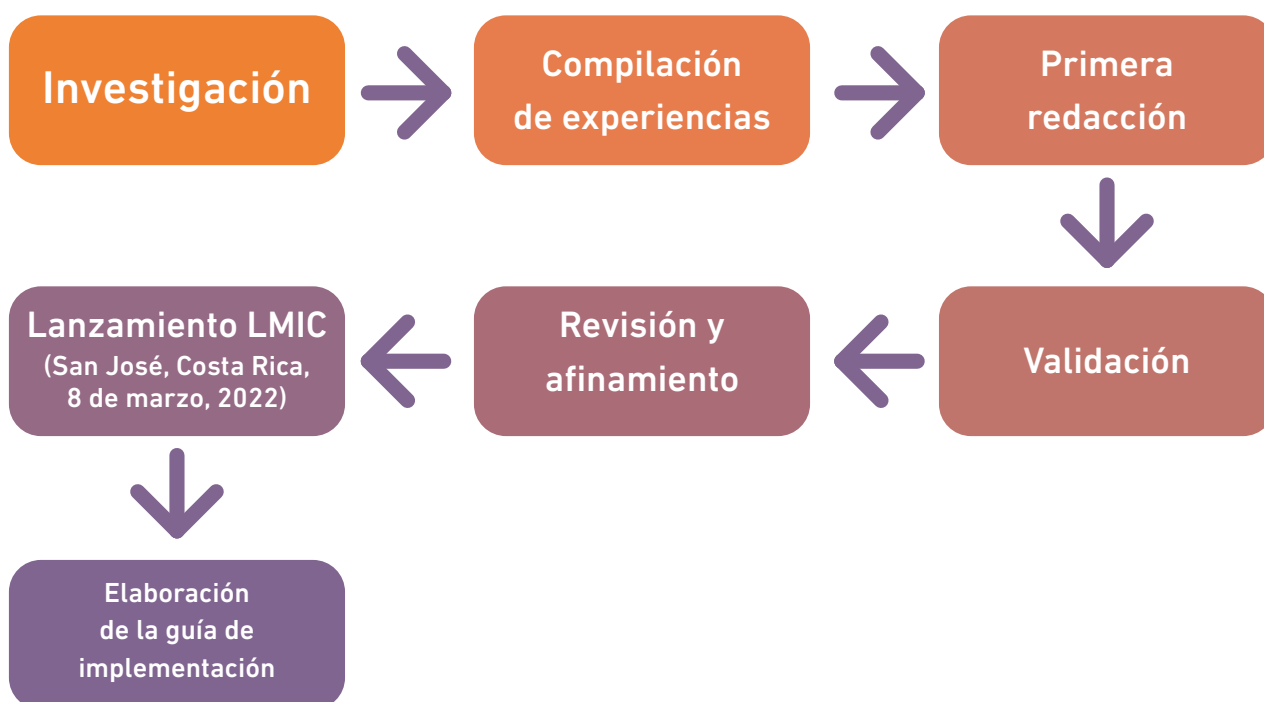 Investigación
Compilación
de experiencias
Primera
redacción
Validación
Revisión y
afinamiento
Lanzamiento LMIC
(San José, Costa Rica,
8 de marzo, 2022)
Elaboración
de la guía de
implementación